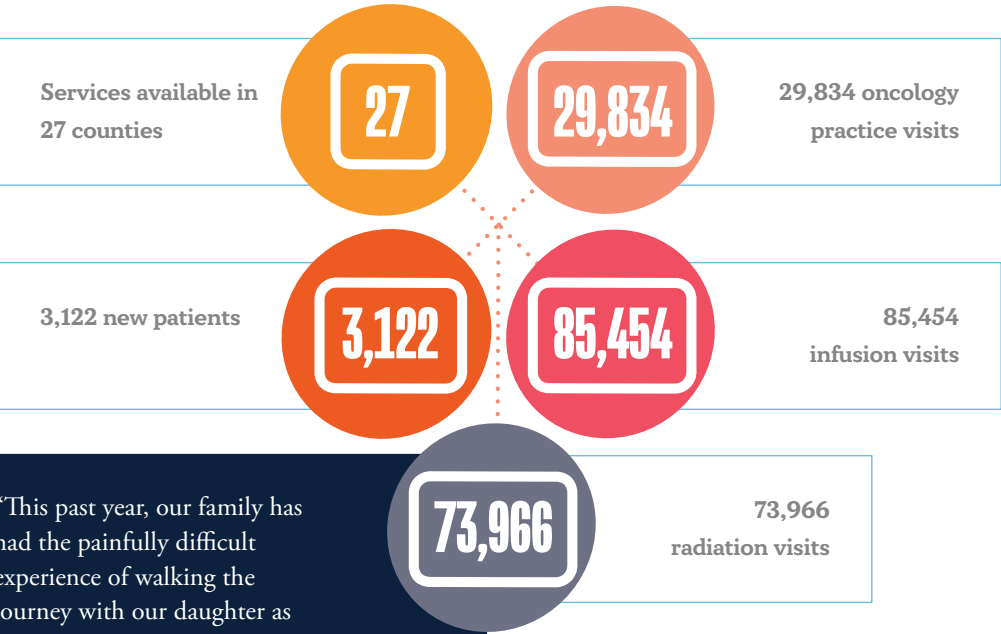 Services available in
27 counties
27
29,834
29,834 oncology
practice visits
3,122 new patients
3,122
85,454
85,454
infusion visits
73,966
73,966
radiation visits
“This past year, our family has
had the painfully difficult
experience of walking the
journey with our daughter as